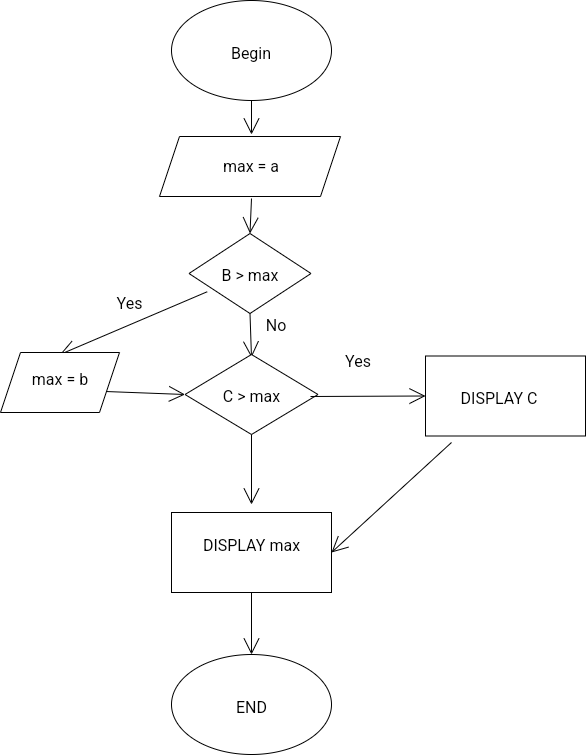 Begin
max = a
B > max
Yes
No
max = b
C > max
Yes
DISPLAY C
DISPLAY max
END